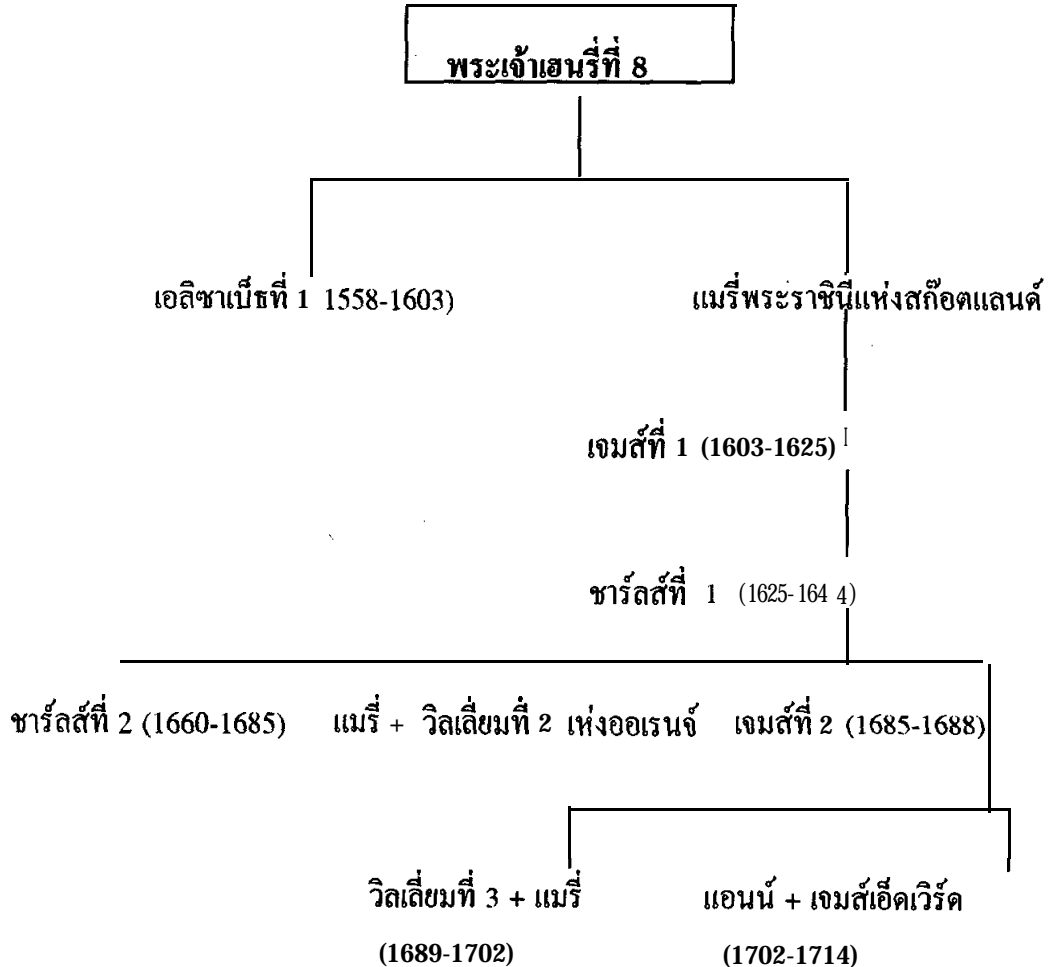 พระเจ้าเฮนรี่ที่ 8
เอลิซาเบ็ธที่ 1 1558-1603)
แมรี่พระราชินีแห่งสก๊อตแลนด์
เจมส์ที่ 1 (1603-1625)
ชาร์ลส์ที่ 1 (1625-164 4)
ชาร์ลส์ที่ 2 (1660-1685) แมรี่ + วิลเลี่ยมที่ 2 เห่งออเรนจ์ เจมส์ที่ 2 (1685-1688)
วิลเลี่ยมที่ 3 + แมรี่ แอนน์ + เจมส์เอ็ดเวิร์ด
(1689-1702) (1702-1714)